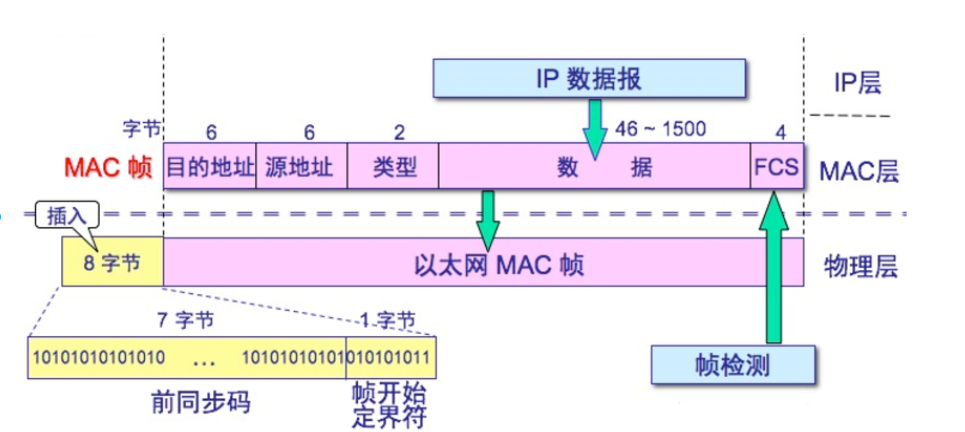 IP 数据报
IP层
字节 6 6 2 46 ~ 1500 4
MAC 帧 目的地址 源地址 类型 数 据 FCS MAC层
插入
8 字节 以太网 MAC 帧 物理层
7 字节 1 字节
10101010101010 ... 10101010101010101011
帧检测
前同步码 帧开始
定界符